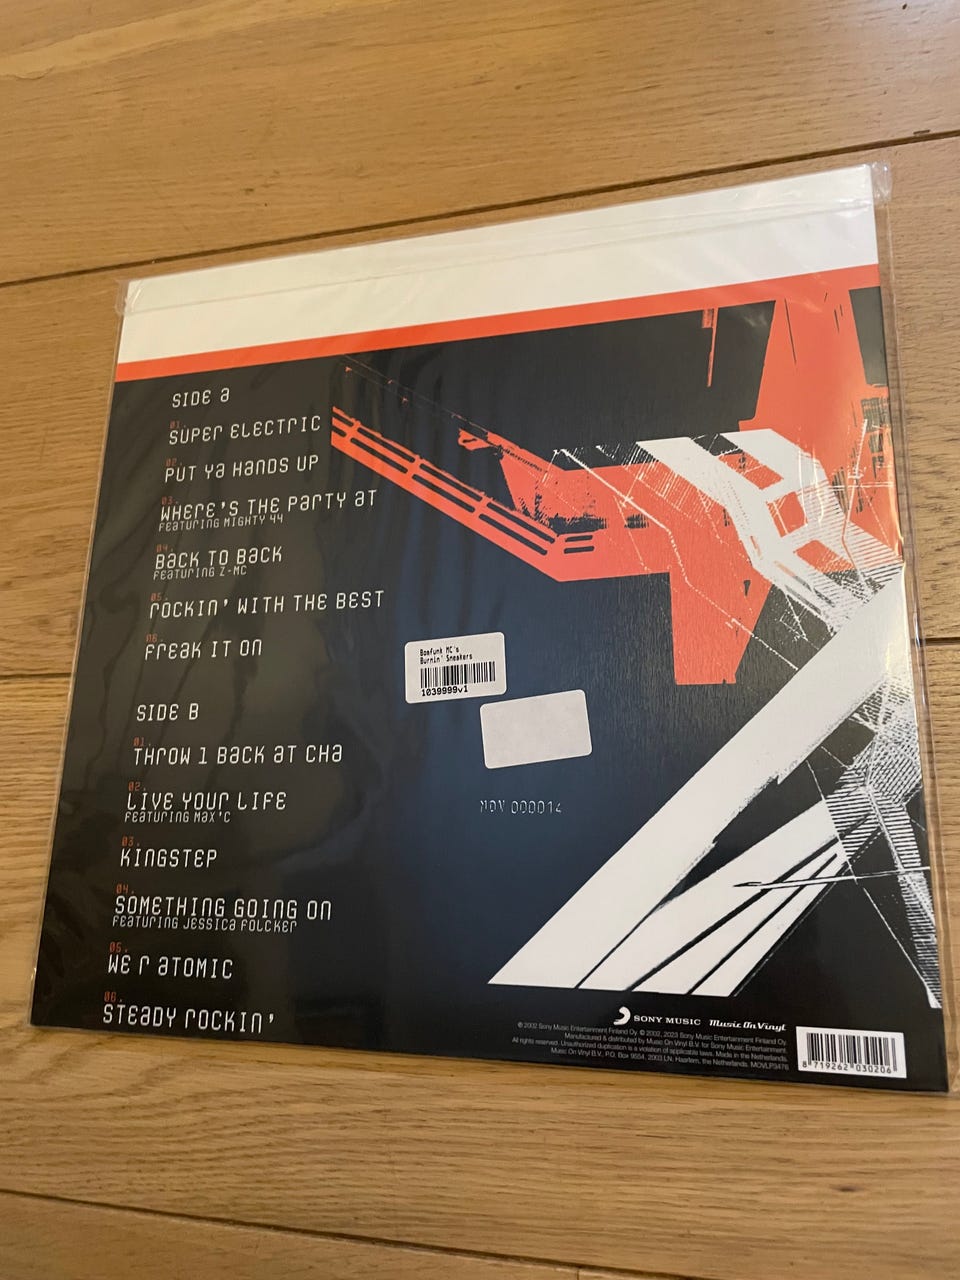 SIDE A
01.
SUPER ELECTRIC
02.
PUT YA HANDS UP
03.
WHERE'S THE PARTY AT
FEATURING MIGHTY 44
04.
BACK TO BACK
FEATURING Z-MC
05.
ROCKIN' WITH THE BEST
06.
FREAK IT ON
SIDE B
01.
THROW 1 BACK AT CHA
02.
LIVE YOUR LIFE
FEATURING MAX'C
03.
KINGSTEP
04.
SOMETHING GOING ON
FEATURING JESSICA FOLCKER
05.
WE R ATOMIC
06.
STEADY ROCKIN'
Bomfunk MC's
Burnin' Sneakers
1039999v1
MOV 000014
SONY MUSIC Music On Vinyl
℗ 2002 Sony Music Entertainment Finland Oy. © 2002, 2023 Sony Music Entertainment Finland Oy.
Manufactured & distributed by Music On Vinyl B.V. for Sony Music Entertainment.
All rights reserved. Unauthorized duplication is a violation of applicable laws. Made in the Netherlands.
Music On Vinyl B.V., P.O. Box 9554, 2003 LN, Haarlem, the Netherlands. MOVLP3476
8 719262 030206